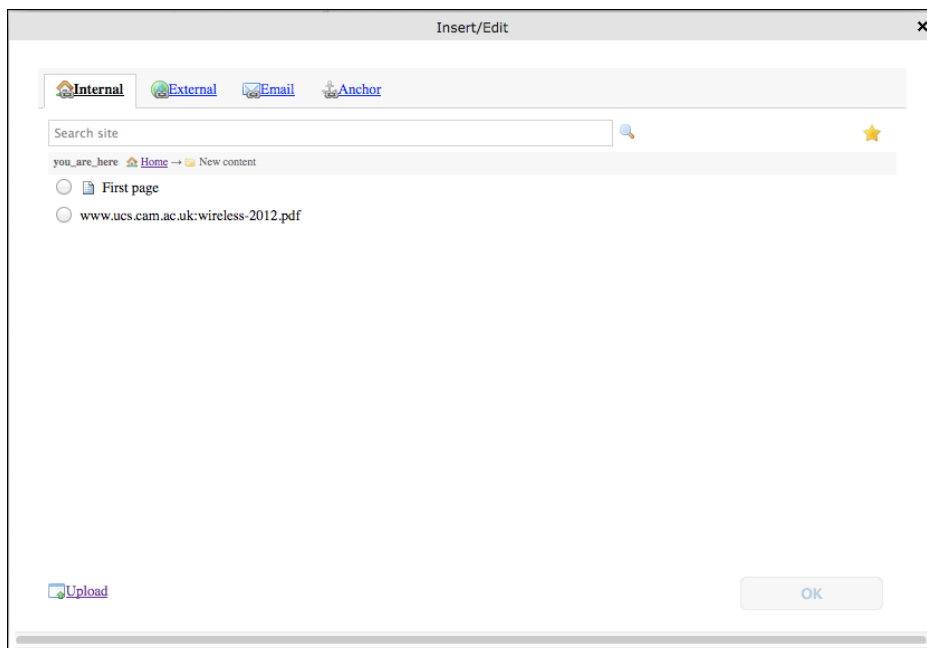 Insert/Edit
Internal External Email Anchor
Search site
you_are_here Home → New content
First page
www.ucs.cam.ac.uk:wireless-2012.pdf
Upload OK